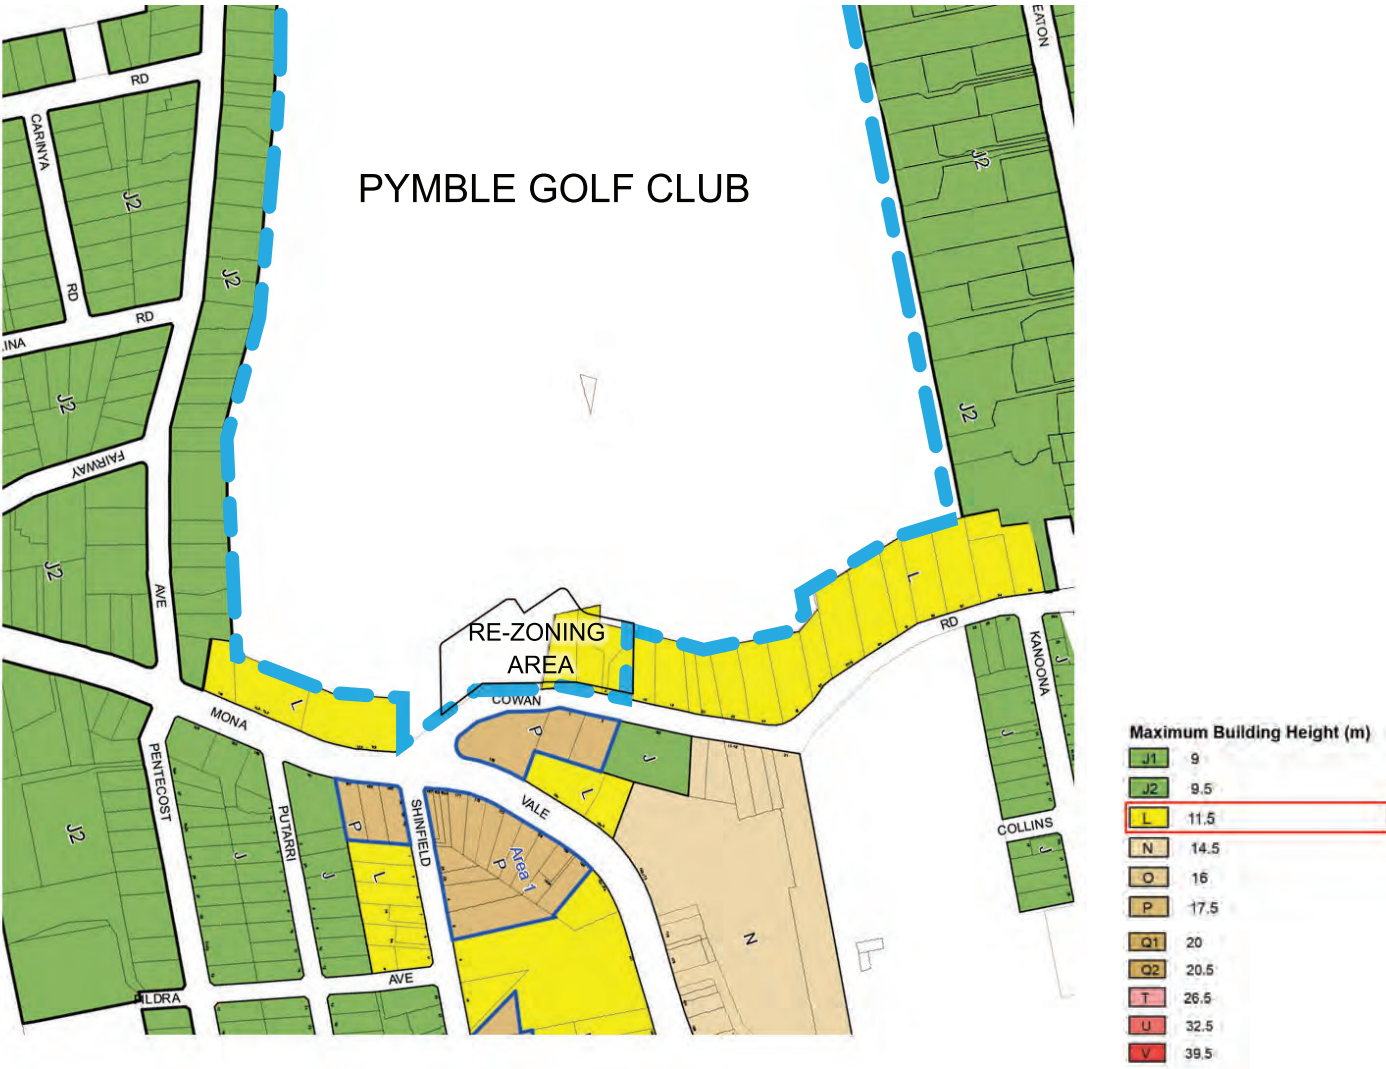 EATON
RD
CARINYA
J2
J2
PYMBLE GOLF CLUB
J2
RD
RD
INA
J2
J2
FAIRWAY
J2
AVE
L
RE-ZONING
AREA
RD
KANOONA
J
L
COWAN
MONA
P
J
J
Maximum Building Height (m)
J1 9
J2 9.5
L 11.5
N 14.5
O 16
P 17.5
Q1 20
Q2 20.5
T 26.5
U 32.5
V 39.5
PENTECOST
L
VALE
SHINFIELD
PUTARRI
P
COLLINS
J2
J
Area 1
P
J
J
L
N
AVE